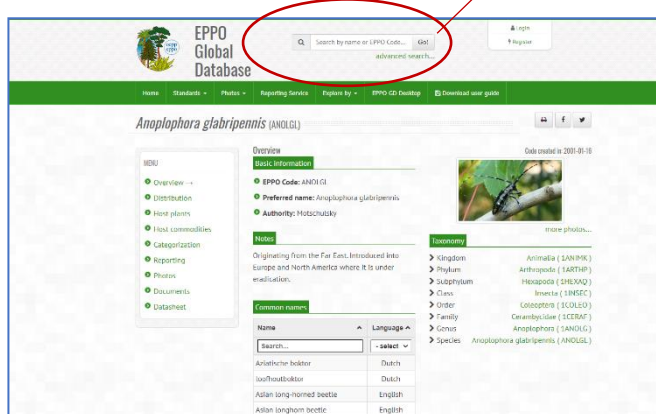 EPPO
Global
Database
Search by name or EPPO Code... Go!
advanced search...
Login
Register
Home Standards Photos Reporting Service Explore by EPPO GD Desktop Download user guide
Anoplophora glabripennis (ANOLGL)
Code created in: 2001-01-16
MENU
Overview
Distribution
Host plants
Host commodities
Categorization
Reporting
Photos
Documents
Datasheet
Overview
Basic information
EPPO Code: ANOLGL
Preferred name: Anoplophora glabripennis
Authority: Motschulsky
Notes
Originating from the Far East. Introduced into
Europe and North America where it is under
eradication.
Common names
Name Language
Search... - select
Aziatische boktor Dutch
loofhoutboktor Dutch
Asian long-horned beetle English
Asian longhorn beetle English
more photos...
Taxonomy
Kingdom Animalia ( 1ANIMK )
Phylum Arthropoda ( 1ARTHP )
Subphylum Hexapoda ( 1HEXAQ )
Class Insecta ( 1INSEC )
Order Coleoptera ( 1COLEO )
Family Cerambycidae ( 1CERAF )
Genus Anoplophora ( 1ANOLG )
Species Anoplophora glabripennis ( ANOLGL )